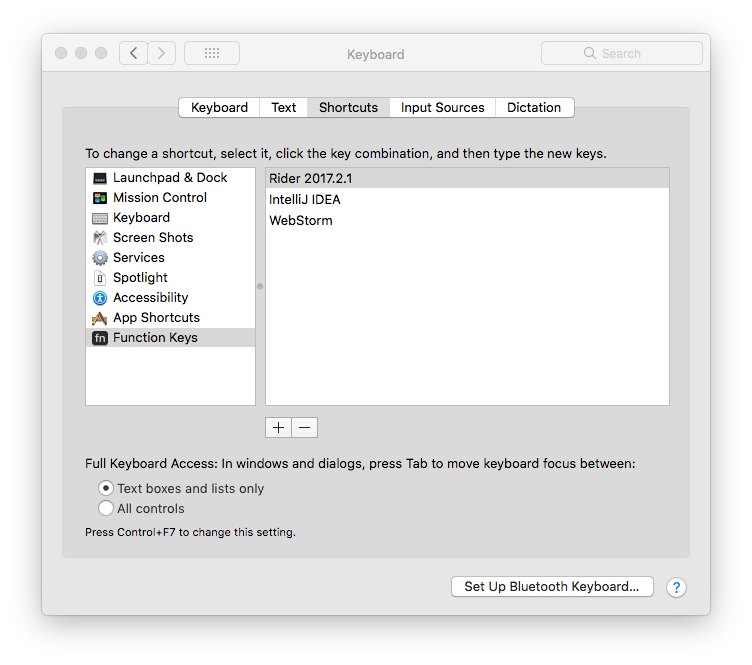 Keyboard
Search
Keyboard Text Shortcuts Input Sources Dictation
To change a shortcut, select it, click the key combination, and then type the new keys.
Launchpad & Dock
Mission Control
Keyboard
Screen Shots
Services
Spotlight
Accessibility
App Shortcuts
fn Function Keys
Rider 2017.2.1
IntelliJ IDEA
WebStorm
+ −
Full Keyboard Access: In windows and dialogs, press Tab to move keyboard focus between:
Text boxes and lists only
All controls
Press Control+F7 to change this setting.
Set Up Bluetooth Keyboard...
?